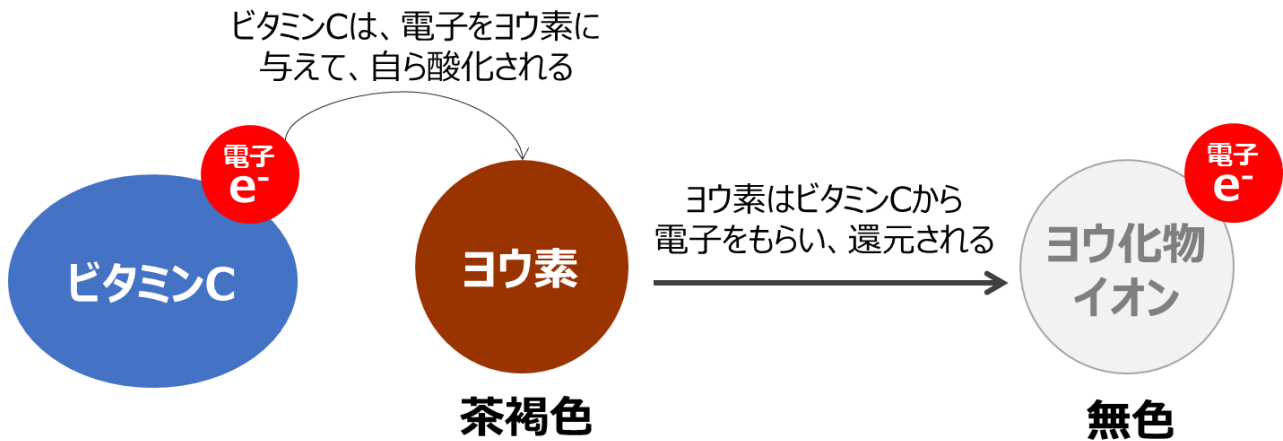 ビタミンCは、電子をヨウ素に
与えて、自ら酸化される
電子
e-
ビタミンC
ヨウ素
茶褐色
ヨウ素はビタミンCから
電子をもらい、還元される
電子
e-
ヨウ化物
イオン
無色